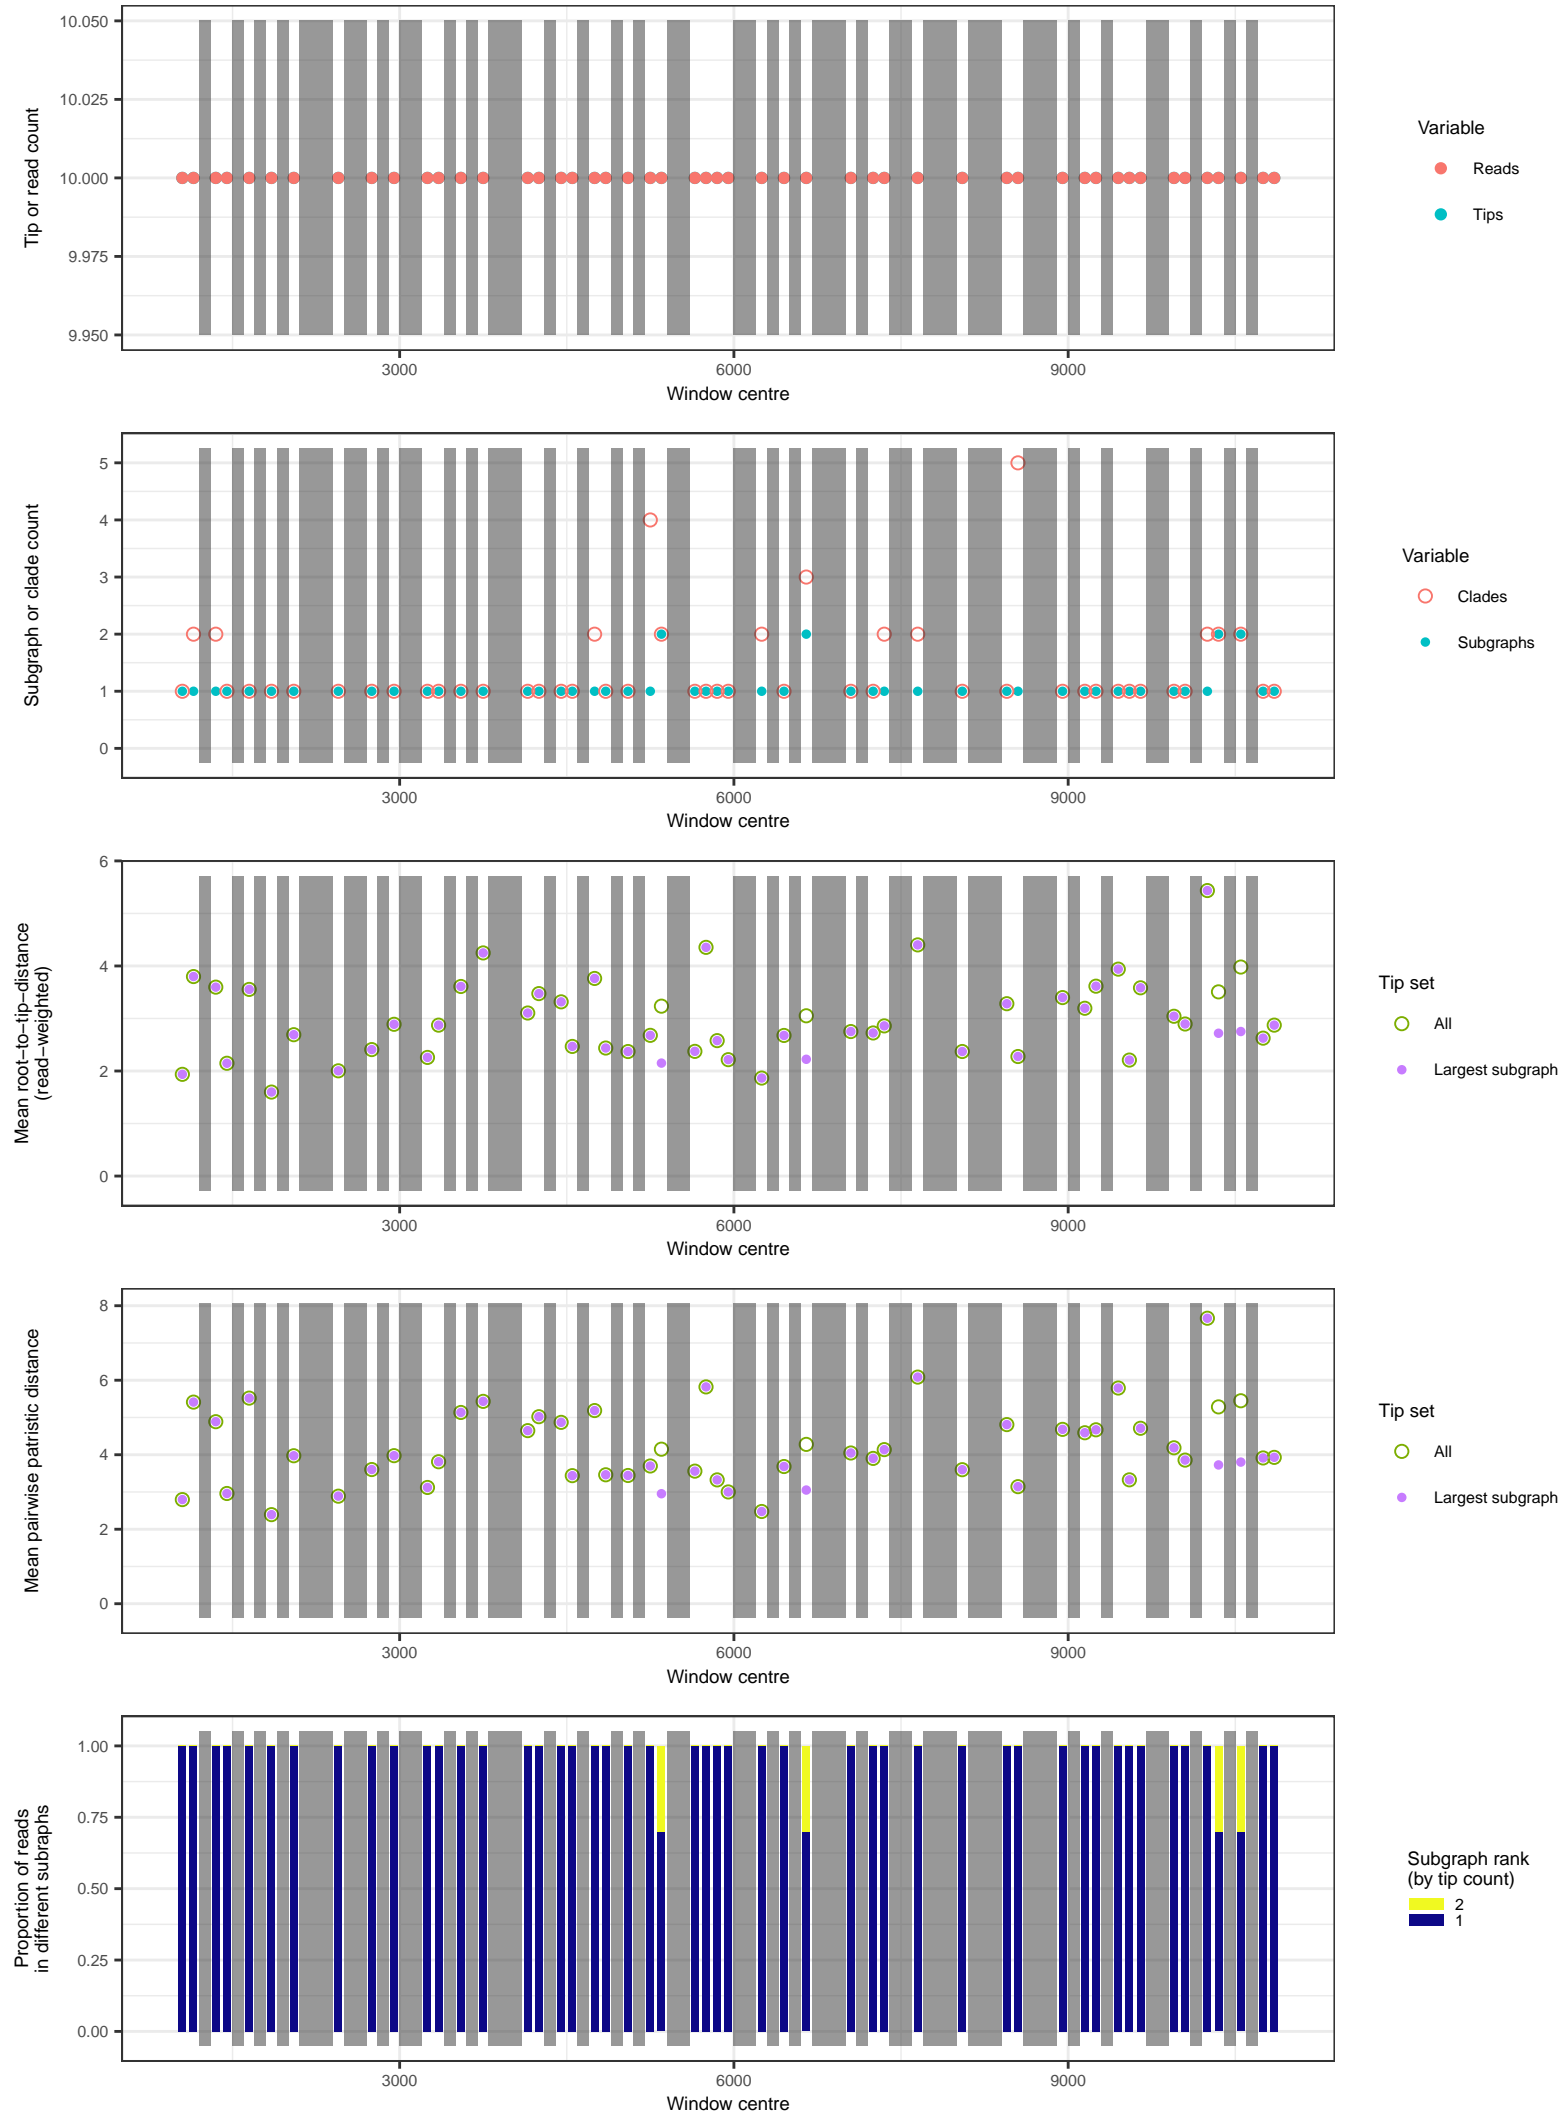 10.050
10.025
10.000
9.975
9.950
Tip or read count
3000
6000
9000
Window centre
Variable
Reads
Tips
5
4
3
2
1
0
Subgraph or clade count
3000
6000
9000
Window centre
Variable
Clades
Subgraphs
6
4
2
0
Mean root−to−tip−distance
(read−weighted)
3000
6000
9000
Window centre
Tip set
All
Largest subgraph
8
6
4
2
0
Mean pairwise patristic distance
3000
6000
9000
Window centre
Tip set
All
Largest subgraph
1.00
0.75
0.50
0.25
0.00
Proportion of reads
in different subraphs
3000
6000
9000
Window centre
Subgraph rank
(by tip count)
2
1